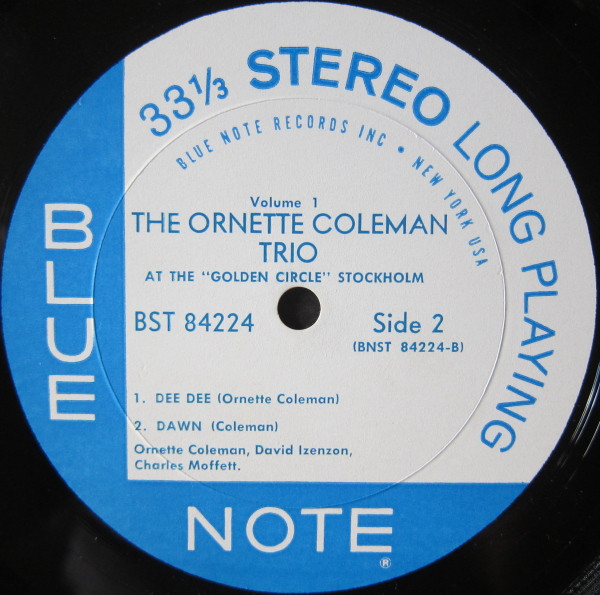 33⅓ STEREO LONG PLAYING
BLUE NOTE RECORDS INC • NEW YORK USA
Volume 1
THE ORNETTE COLEMAN
TRIO
AT THE "GOLDEN CIRCLE" STOCKHOLM
BST 84224
Side 2
(BNST 84224-B)
1. DEE DEE (Ornette Coleman)
2. DAWN (Coleman)
Ornette Coleman, David Izenzon,
Charles Moffett.
BLUE
NOTE®